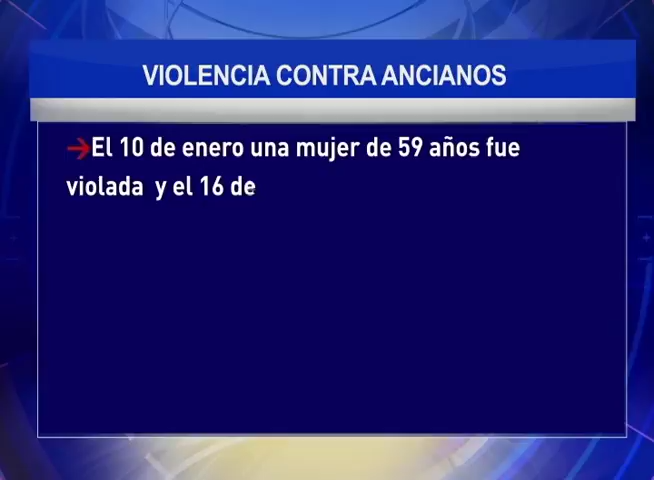 VIOLENCIA CONTRA ANCIANOS
→El 10 de enero una mujer de 59 años fue
violada y el 16 de